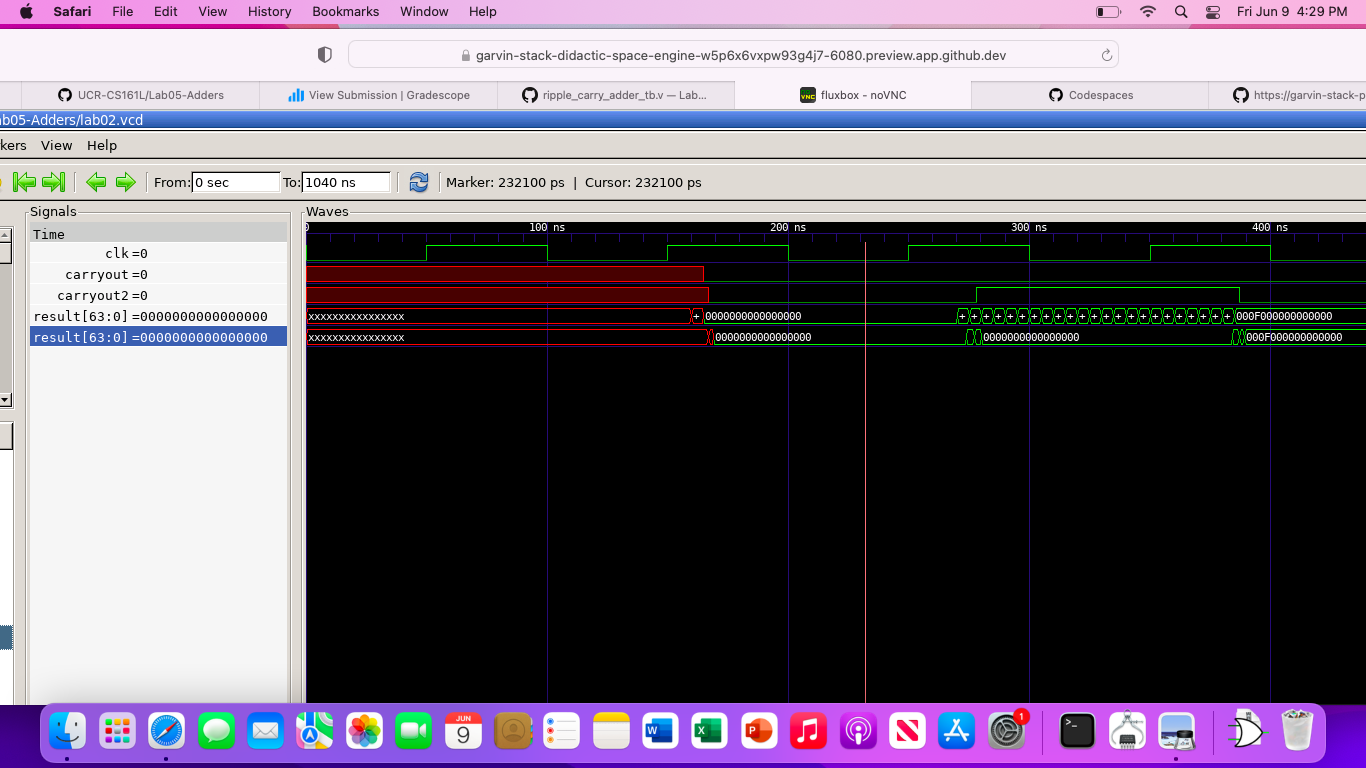 Safari File Edit View History Bookmarks Window Help Fri Jun 9 4:29 PM
garvin-stack-didactic-space-engine-w5p6x6vxpw93g4j7-6080.preview.app.github.dev
UCR-CS161L/Lab05-Adders View Submission | Gradescope ripple_carry_adder_tb.v — Lab... fluxbox - noVNC Codespaces https://garvin-stack-p
ab05-Adders/lab02.vcd
kers View Help
From: 0 sec To: 1040 ns Marker: 232100 ps | Cursor: 232100 ps
Signals Waves
Time 0 100 ns 200 ns 300 ns 400 ns
clk =0
carryout =0
carryout2 =0
result[63:0] =0000000000000000 xxxxxxxxxxxxxxxx + 0000000000000000 + + + + + + + + + + + + + + + + + + + + + + + 000F000000000000
result[63:0] =0000000000000000 xxxxxxxxxxxxxxxx 0000000000000000 0000000000000000 000F000000000000
JUN
9
W X P
1
>_